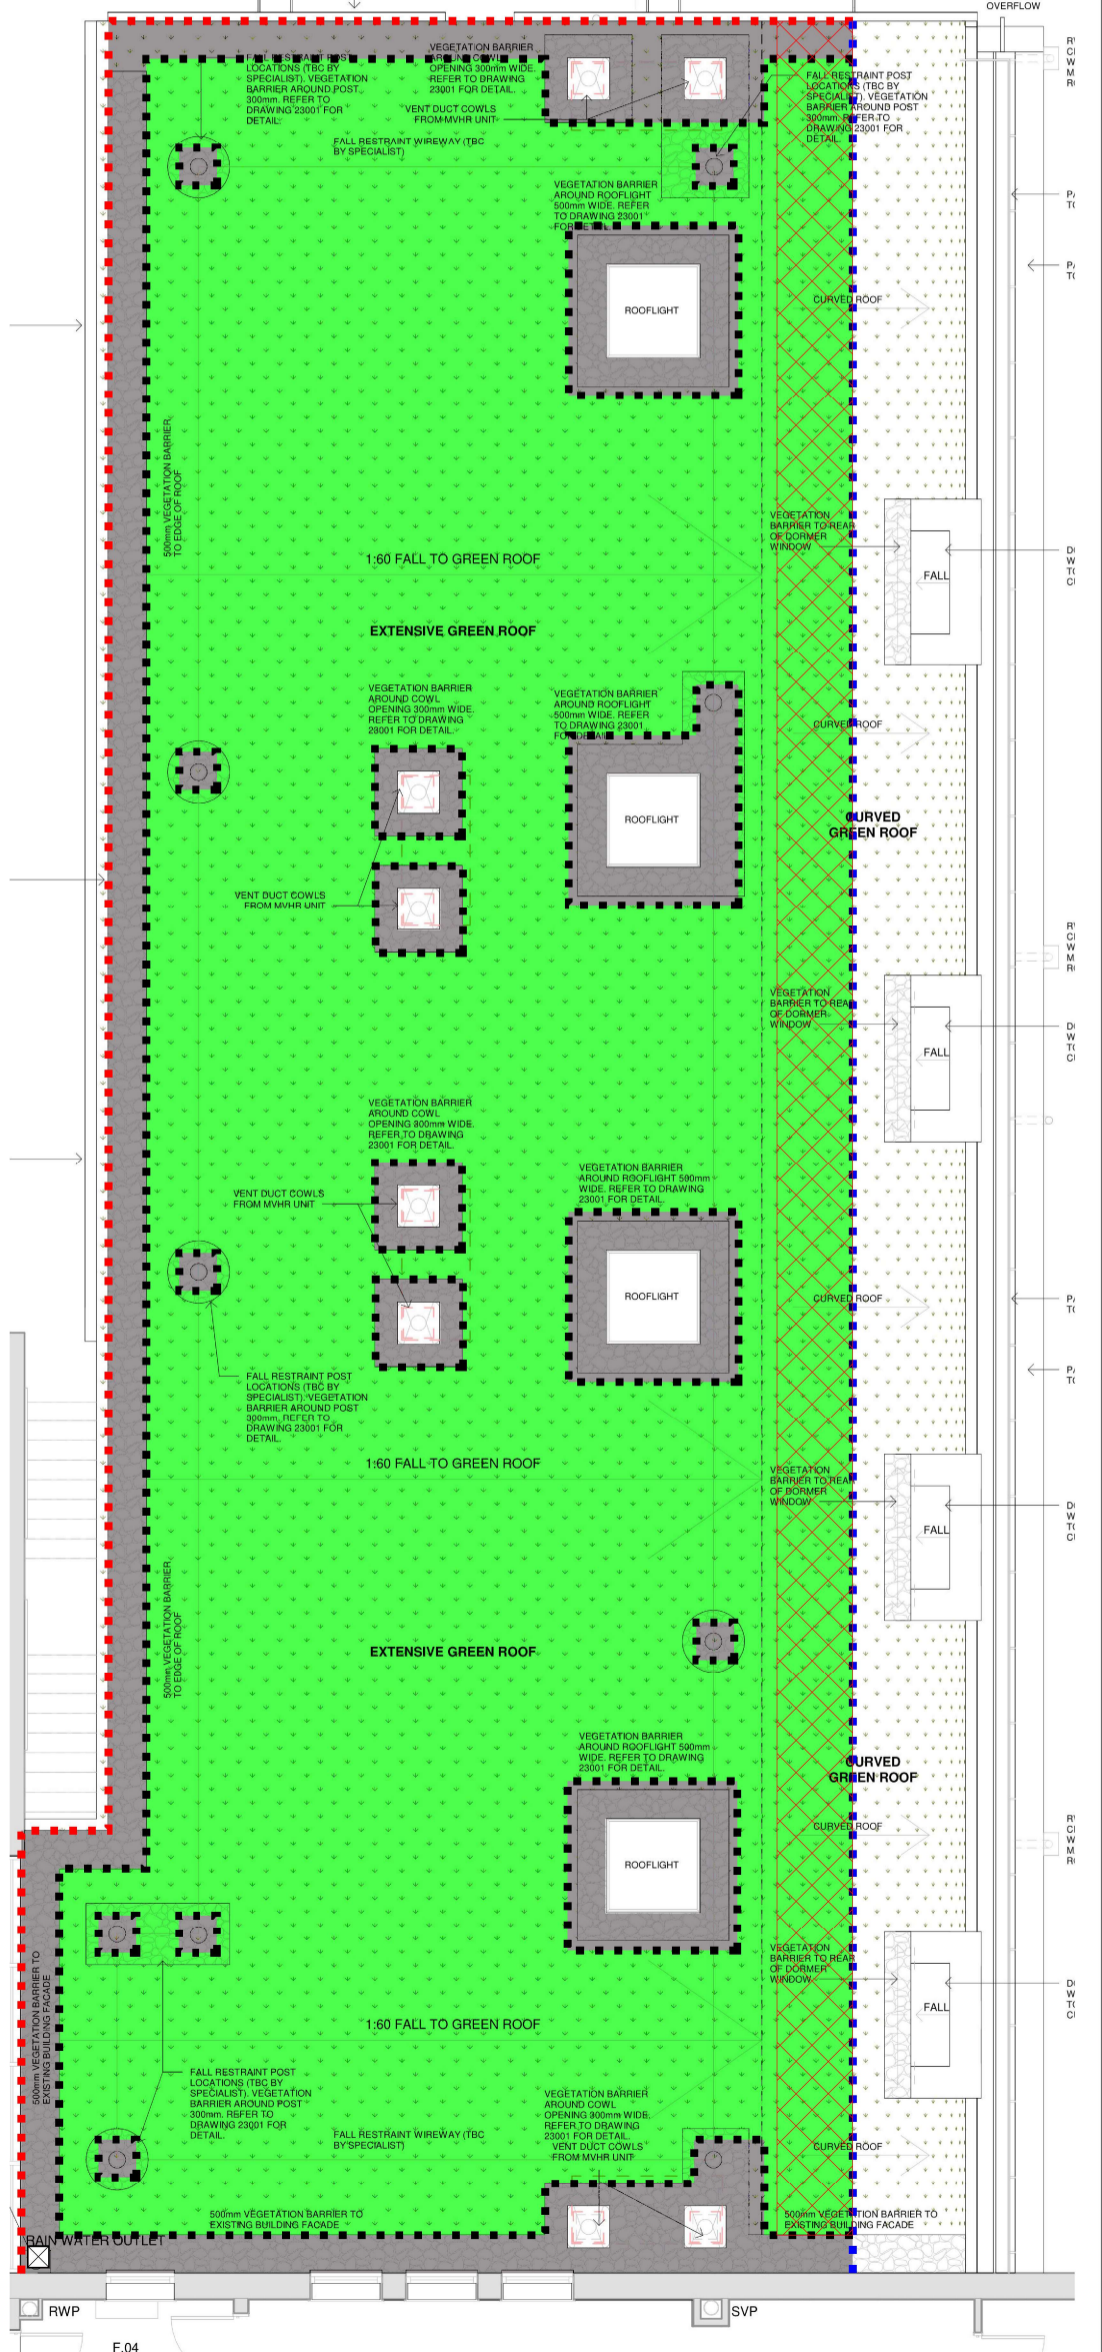 OVERFLOW
FALL RESTRAINT POST
LOCATIONS (TBC BY
SPECIALIST). VEGETATION
BARRIER AROUND POST
300mm. REFER TO
DRAWING 23001 FOR
DETAIL.
VEGETATION BARRIER
AROUND COWL
OPENING 300mm WIDE.
REFER TO DRAWING
23001 FOR DETAIL.
VENT DUCT COWLS
FROM MVHR UNIT
FALL RESTRAINT WIREWAY (TBC
BY SPECIALIST)
FALL RESTRAINT POST
LOCATIONS (TBC BY
SPECIALIST). VEGETATION
BARRIER AROUND POST
300mm. REFER TO
DRAWING 23001 FOR
DETAIL.
VEGETATION BARRIER
AROUND ROOFLIGHT
500mm WIDE. REFER
TO DRAWING 23001
FOR DETAIL.
ROOFLIGHT
CURVED ROOF
500mm VEGETATION BARRIER
TO EDGE OF ROOF
VEGETATION
BARRIER TO REAR
OF DORMER
WINDOW
1:60 FALL TO GREEN ROOF
FALL
EXTENSIVE GREEN ROOF
VEGETATION BARRIER
AROUND COWL
OPENING 300mm WIDE.
REFER TO DRAWING
23001 FOR DETAIL.
VEGETATION BARRIER
AROUND ROOFLIGHT
500mm WIDE. REFER
TO DRAWING 23001
FOR DETAIL.
CURVED ROOF
ROOFLIGHT
CURVED
GREEN ROOF
VENT DUCT COWLS
FROM MVHR UNIT
VEGETATION
BARRIER TO REAR
OF DORMER
WINDOW
FALL
VEGETATION BARRIER
AROUND COWL
OPENING 300mm WIDE.
REFER TO DRAWING
23001 FOR DETAIL.
VEGETATION BARRIER
AROUND ROOFLIGHT 500mm
WIDE. REFER TO DRAWING
23001 FOR DETAIL.
VENT DUCT COWLS
FROM MVHR UNIT
ROOFLIGHT
CURVED ROOF
FALL RESTRAINT POST
LOCATIONS (TBC BY
SPECIALIST). VEGETATION
BARRIER AROUND POST
300mm. REFER TO
DRAWING 23001 FOR
DETAIL.
1:60 FALL TO GREEN ROOF
VEGETATION
BARRIER TO REAR
OF DORMER
WINDOW
FALL
500mm VEGETATION BARRIER
TO EDGE OF ROOF
EXTENSIVE GREEN ROOF
VEGETATION BARRIER
AROUND ROOFLIGHT 500mm
WIDE. REFER TO DRAWING
23001 FOR DETAIL.
CURVED
GREEN ROOF
CURVED ROOF
ROOFLIGHT
500mm VEGETATION BARRIER TO
EXISTING BUILDING FACADE
VEGETATION
BARRIER TO REAR
OF DORMER
WINDOW
FALL
1:60 FALL TO GREEN ROOF
FALL RESTRAINT POST
LOCATIONS (TBC BY
SPECIALIST). VEGETATION
BARRIER AROUND POST
300mm. REFER TO
DRAWING 23001 FOR
DETAIL.
FALL RESTRAINT WIREWAY (TBC
BY SPECIALIST)
VEGETATION BARRIER
AROUND COWL
OPENING 300mm WIDE.
REFER TO DRAWING
23001 FOR DETAIL.
VENT DUCT COWLS
FROM MVHR UNIT
CURVED ROOF
500mm VEGETATION BARRIER TO
EXISTING BUILDING FACADE
500mm VEGETATION BARRIER TO
EXISTING BUILDING FACADE
RAIN WATER OUTLET
RWP
SVP
F.04